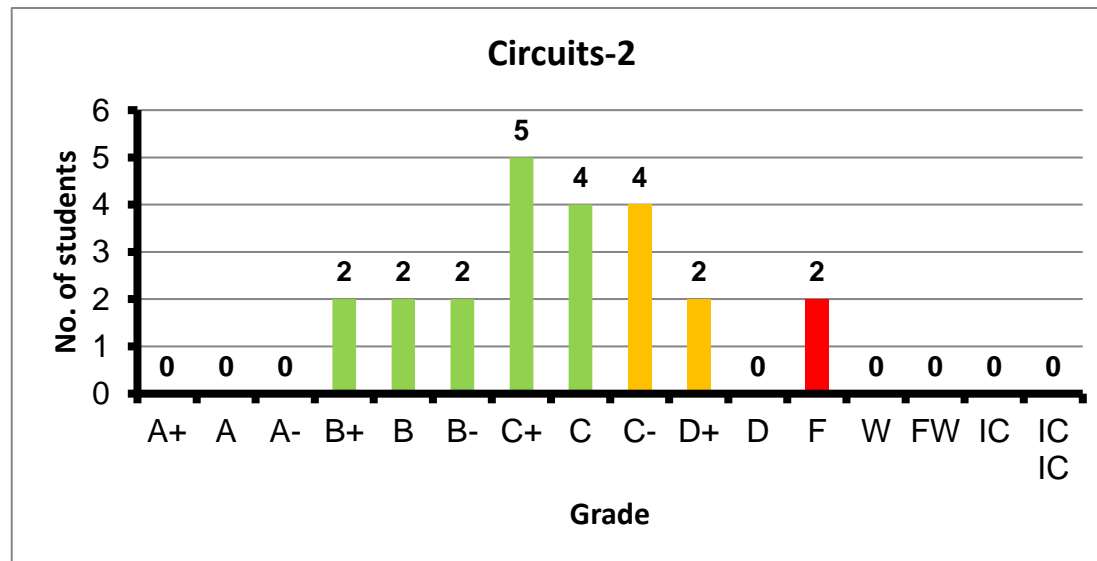 Circuits-2
No. of students
6
5
4
3
2
1
0
0 0 0 2 2 2 5 4 4 2 0 2 0 0 0 0
A+ A A- B+ B B- C+ C C- D+ D F W FW IC IC
IC
Grade